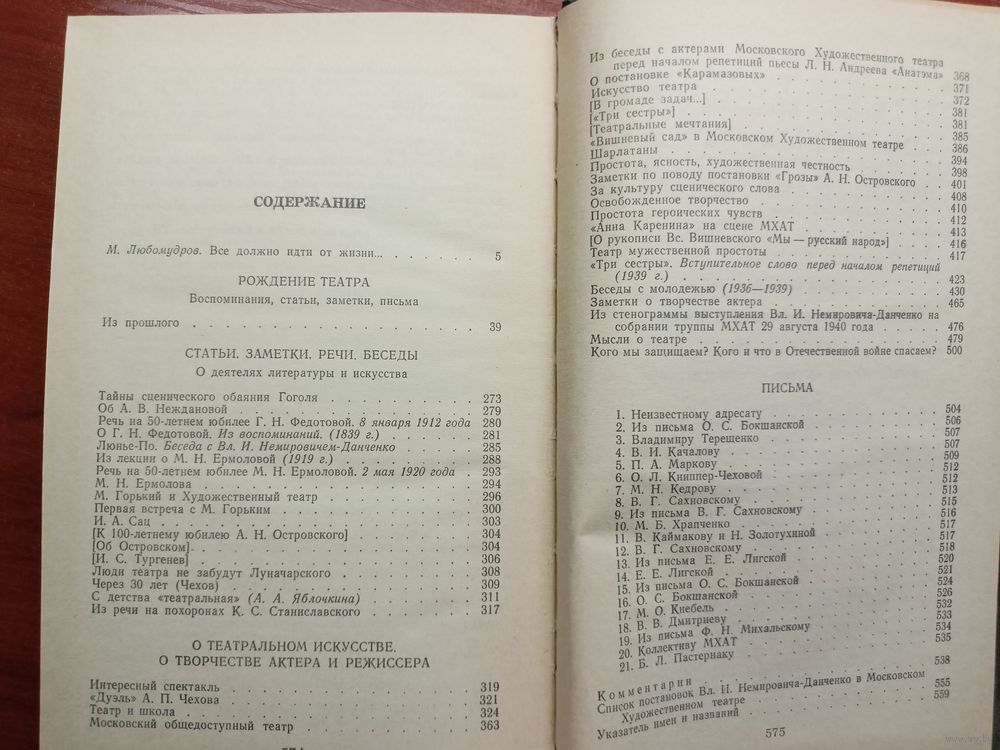 СОДЕРЖАНИЕ
М. Любомудров. Все должно идти от жизни... . . . . . . 5
РОЖДЕНИЕ ТЕАТРА
Воспоминания, статьи, заметки, письма
Из прошлого . . . . . . . . . . 39
СТАТЬИ. ЗАМЕТКИ. РЕЧИ. БЕСЕДЫ
О деятелях литературы и искусства
Тайны сценического обаяния Гоголя . . . . . . 273
Об А. В. Неждановой . . . . . . 279
Речь на 50-летнем юбилее Г. Н. Федотовой. 8 января 1912 года 280
О Г. Н. Федотовой. Из воспоминаний. (1839 г.) . . . . . . 281
Люнье-По. Беседа с Вл. И. Немировичем-Данченко . . . . . . 285
Из лекции о М. Н. Ермоловой (1919 г.) . . . . . . 288
Речь на 50-летнем юбилее М. Н. Ермоловой. 2 мая 1920 года . 293
М. Н. Ермолова . . . . . . 294
М. Горький и Художественный театр . . . . . . 296
Первая встреча с М. Горьким . . . . . . 300
И. А. Сац . . . . . . 303
[К 100-летнему юбилею А. Н. Островского] . . . . . . 304
[Об Островском] . . . . . . 304
[И. С. Тургенев] . . . . . . 306
Люди театра не забудут Луначарского . . . . . . 308
Через 30 лет (Чехов) . . . . . . 309
С детства «театральная» (А. А. Яблочкина) . . . . . . 311
Из речи на похоронах К. С. Станиславского . . . . . . 317
О ТЕАТРАЛЬНОМ ИСКУССТВЕ.
О ТВОРЧЕСТВЕ АКТЕРА И РЕЖИССЕРА
Интересный спектакль . . . . . . 319
«Дуэль» А. П. Чехова . . . . . . 321
Театр и школа . . . . . . 324
Московский общедоступный театр . . . . . . 363
Из беседы с актерами Московского Художественного театра
перед началом репетиций пьесы Л. Н. Андреева «Анатэма» 368
О постановке «Карамазовых» . . . . . . 371
Искусство театра . . . . . . 372
[В громаде задач...] . . . . . . 381
[«Три сестры»] . . . . . . 381
[Театральные мечтания] . . . . . . 385
«Вишневый сад» в Московском Художественном театре . . . 386
Шарлатаны . . . . . . 394
Простота, ясность, художественная честность . . . . . . 398
Заметки по поводу постановки «Грозы» А. Н. Островского . . 401
За культуру сценического слова . . . . . . 408
Освобожденное творчество . . . . . . 410
Простота героических чувств . . . . . . 412
«Анна Каренина» на сцене МХАТ . . . . . . 413
[О рукописи Вс. Вишневского «Мы — русский народ»] . . . 416
Театр мужественной простоты . . . . . . 417
«Три сестры». Вступительное слово перед началом репетиций
(1939 г.) . . . . . . 423
Беседы с молодежью (1936—1939) . . . . . . 430
Заметки о творчестве актера . . . . . . 465
Из стенограммы выступления Вл. И. Немировича-Данченко на
собрании труппы МХАТ 29 августа 1940 года . . . . . . 476
Мысли о театре . . . . . . 479
Кого мы защищаем? Кого и что в Отечественной войне спасаем? 500
ПИСЬМА
1. Неизвестному адресату . . . . . . 504
2. Из письма О. С. Бокшанской . . . . . . 506
3. Владимиру Терещенко . . . . . . 507
4. В. И. Качалову . . . . . . 507
5. П. А. Маркову . . . . . . 509
6. О. Л. Книппер-Чеховой . . . . . . 512
7. М. Н. Кедрову . . . . . . 512
8. В. Г. Сахновскому . . . . . . 513
9. Из письма В. Г. Сахновскому . . . . . . 515
10. М. Б. Храпченко . . . . . . 516
11. В. Каймакову и Н. Золотухиной . . . . . . 517
12. В. Г. Сахновскому . . . . . . 517
13. Из письма Е. Е. Лигской . . . . . . 518
14. Е. Е. Лигской . . . . . . 520
15. Из письма О. С. Бокшанской . . . . . . 521
16. О. С. Бокшанской . . . . . . 524
17. М. О. Кнебель . . . . . . 526
18. В. В. Дмитриеву . . . . . . 532
19. Из письма Ф. Н. Михальскому . . . . . . 533
20. Коллективу МХАТ . . . . . . 534
21. Б. Л. Пастернаку . . . . . . 535
Комментарии . . . . . . 538
Список постановок Вл. И. Немировича-Данченко в Московском
Художественном театре . . . . . . 555
Указатель имен и названий . . . . . . 559
575